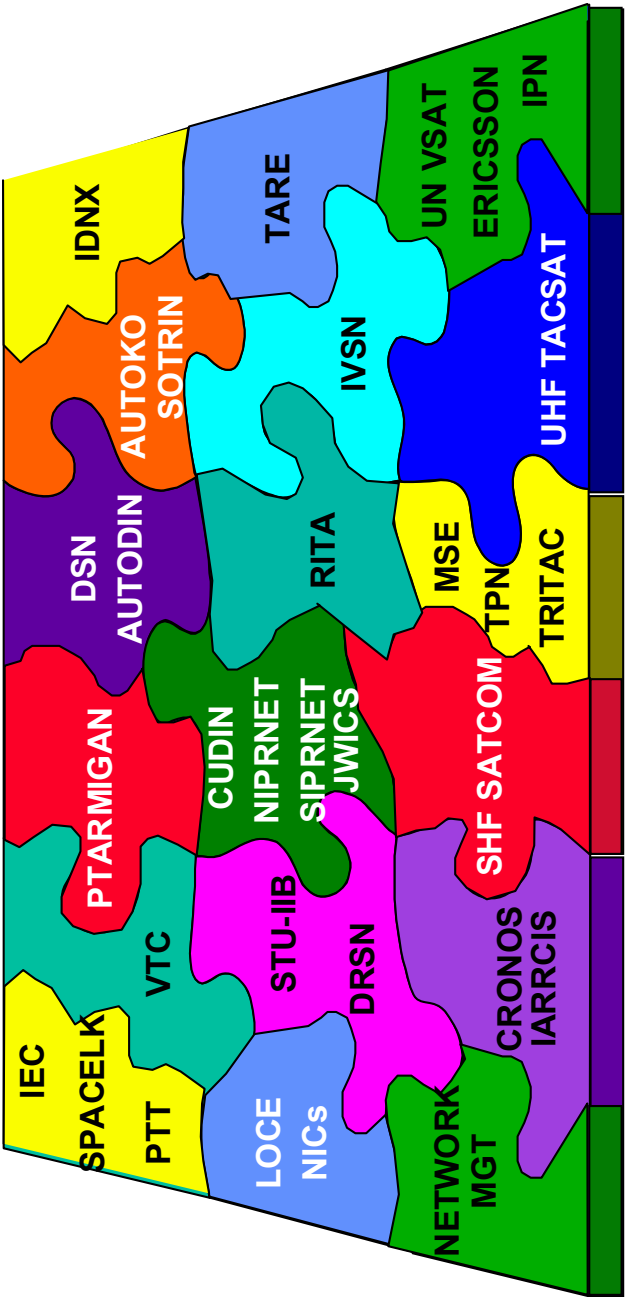 IEC
SPACELK
PTT
VTC
PTARMIGAN
DSN
AUTODIN
AUTOKO
SOTRIN
IDNX
LOCE
NICs
STU-IIB
DRSN
CUDIN
NIPRNET
SIPRNET
JWICS
RITA
IVSN
TARE
NETWORK
MGT
CRONOS
IARRCIS
SHF SATCOM
MSE
TPN
TRITAC
UHF TACSAT
UN VSAT
ERICSSON
IPN